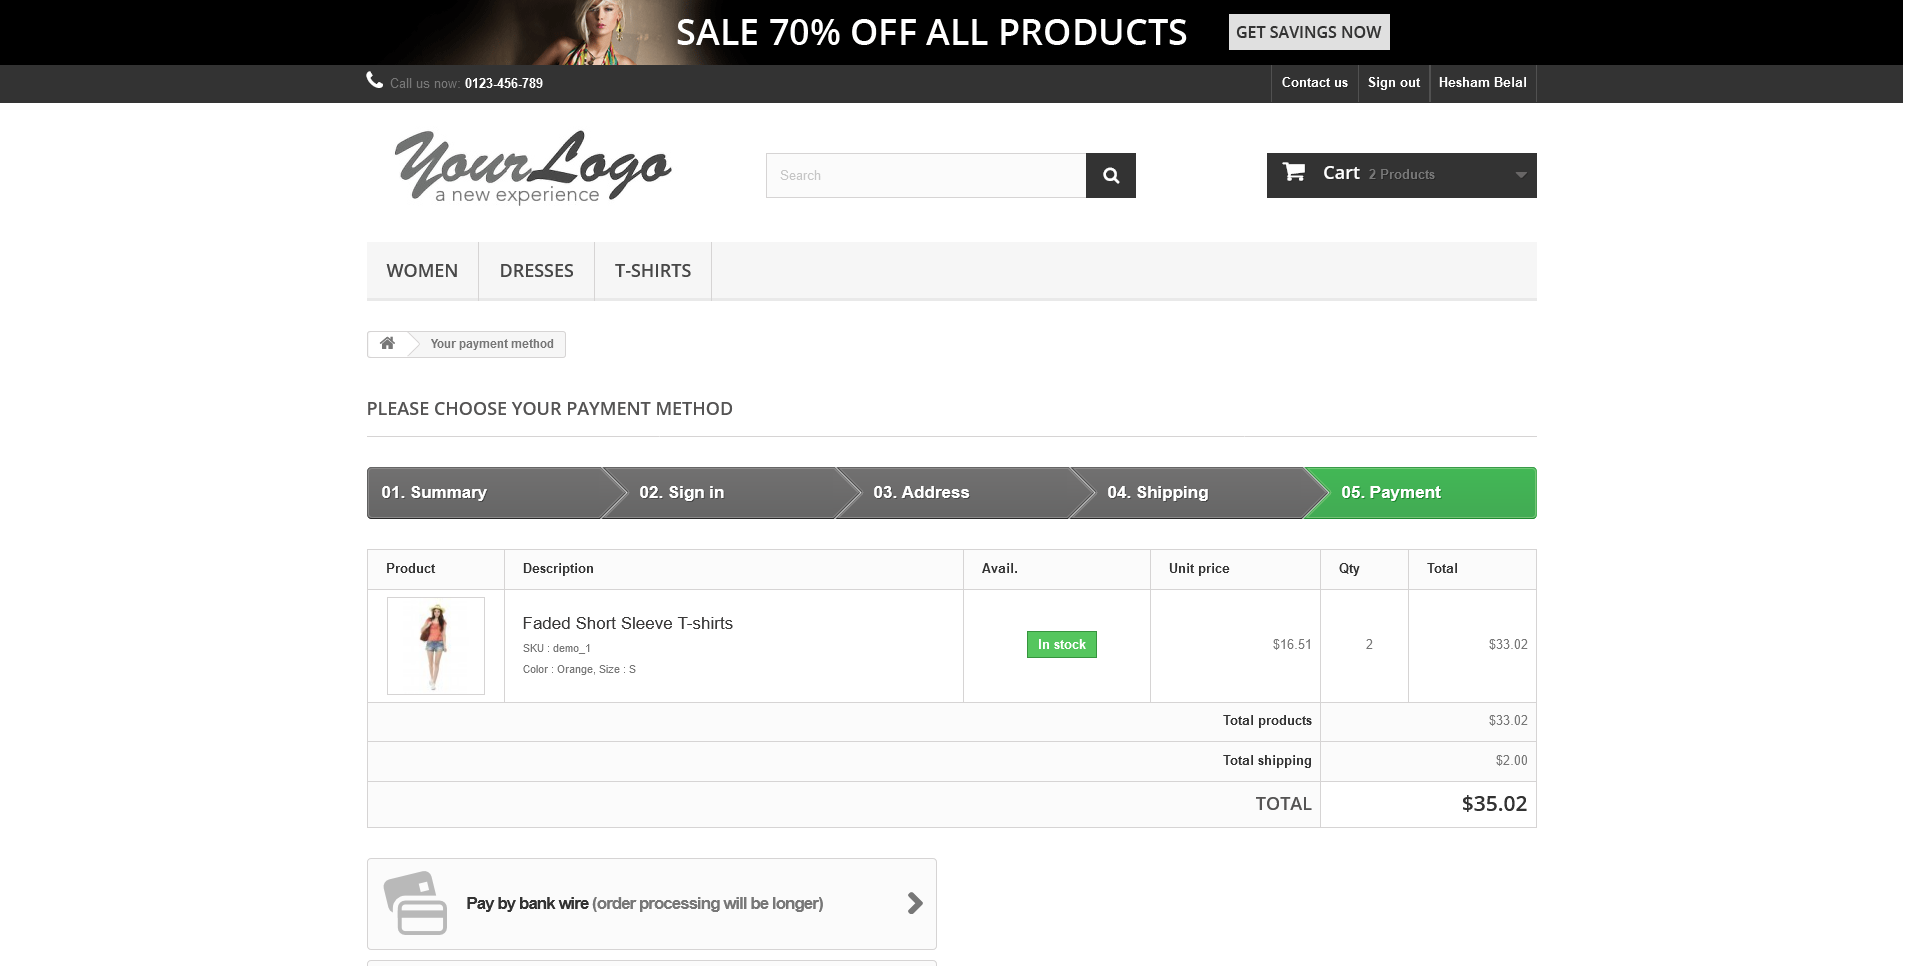 SALE 70% OFF ALL PRODUCTS GET SAVINGS NOW
Call us now: 0123-456-789 Contact us Sign out Hesham Belal
YourLogo
a new experience
Search
Cart 2 Products
WOMEN DRESSES T-SHIRTS
Your payment method
PLEASE CHOOSE YOUR PAYMENT METHOD
01. Summary 02. Sign in 03. Address 04. Shipping 05. Payment
Product Description Avail. Unit price Qty Total
Faded Short Sleeve T-shirts
SKU : demo_1
Color : Orange, Size : S
In stock $16.51 2 $33.02
Total products $33.02
Total shipping $2.00
TOTAL $35.02
Pay by bank wire (order processing will be longer)